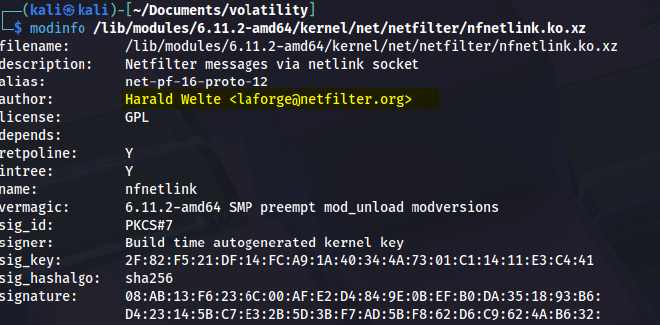 ┌──(kali㉿kali)-[~/Documents/volatility]
└─$ modinfo /lib/modules/6.11.2-amd64/kernel/net/netfilter/nfnetlink.ko.xz
filename: /lib/modules/6.11.2-amd64/kernel/net/netfilter/nfnetlink.ko.xz
description: Netfilter messages via netlink socket
alias: net-pf-16-proto-12
author: Harald Welte <laforge@netfilter.org>
license: GPL
depends:
retpoline: Y
intree: Y
name: nfnetlink
vermagic: 6.11.2-amd64 SMP preempt mod_unload modversions
sig_id: PKCS#7
signer: Build time autogenerated kernel key
sig_key: 2F:82:F5:21:DF:14:FC:A9:1A:40:34:4A:73:01:C1:14:11:E3:C4:41
sig_hashalgo: sha256
signature: 08:AB:13:F6:23:6C:00:AF:E2:D4:84:9E:0B:EF:B0:DA:35:18:93:B6:
D4:23:14:5B:C7:E3:2B:5D:3B:F7:AD:5B:F8:62:D6:C9:62:4A:B6:32: